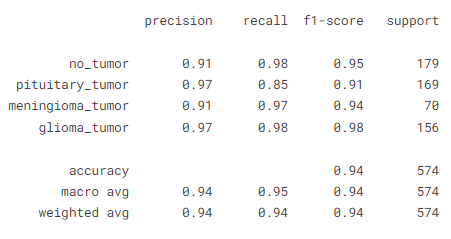 precision recall f1-score support
no_tumor 0.91 0.98 0.95 179
pituitary_tumor 0.97 0.85 0.91 169
meningioma_tumor 0.91 0.97 0.94 70
glioma_tumor 0.97 0.98 0.98 156
accuracy 0.94 574
macro avg 0.94 0.95 0.94 574
weighted avg 0.94 0.94 0.94 574